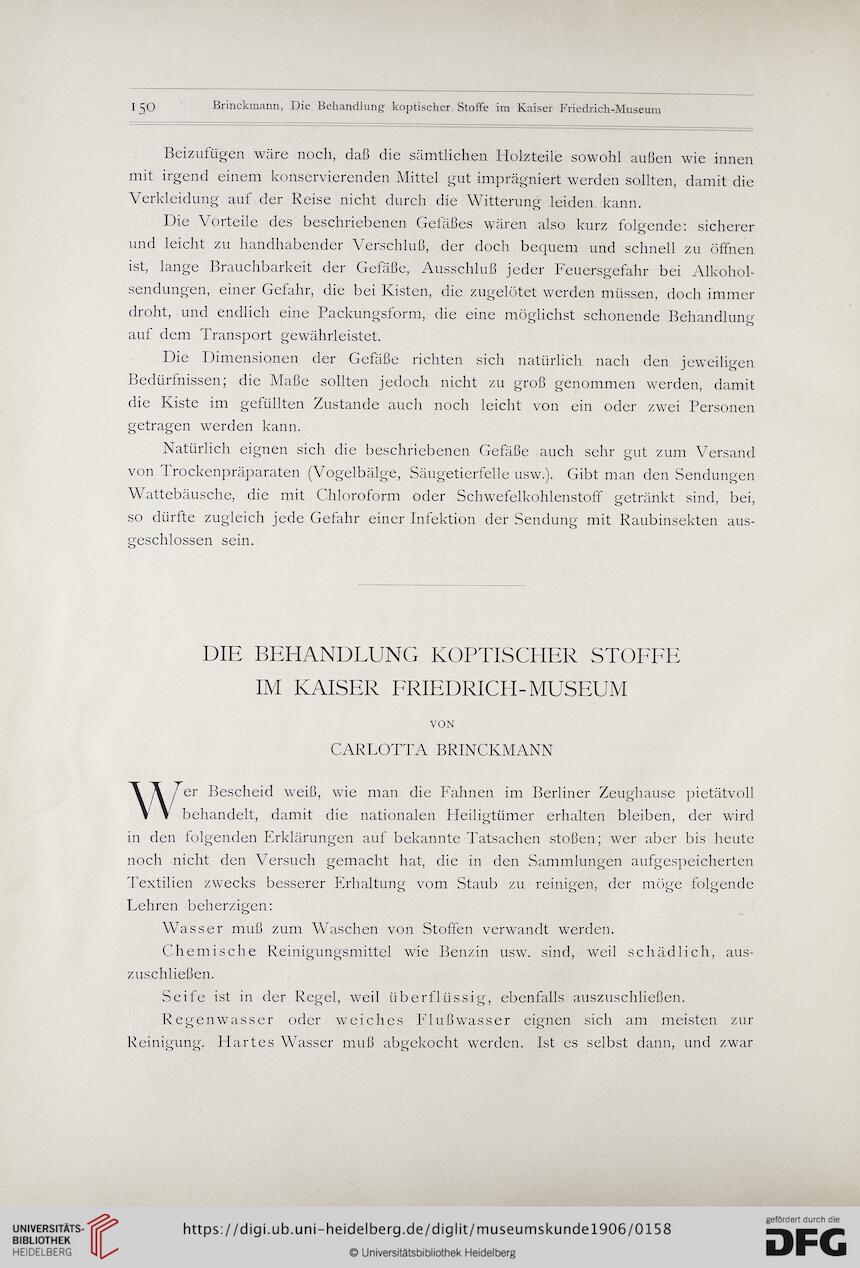 150 Brinckmann, Die Behandlung koptischer Stoffe im Kaiser Friedrich-Museum
Beizufügen wäre noch, daß die sämtlichen Holzteile sowohl außen wie innen
mit irgend einem konservierenden Mittel gut imprägniert werden sollten, damit die
Verkleidung auf der Reise nicht durch die Witterung leiden kann.
Die Vorteile des beschriebenen Gefäßes wären also kurz folgende: sicherer
und leicht zu handhabender Verschluß, der doch bequem und schnell zu öffnen
ist, lange Brauchbarkeit der Gefäße, Ausschluß jeder Feuersgefahr bei Alkohol-
sendungen, einer Gefahr, die bei Kisten, die zugelötet werden müssen, doch immer
droht, und endlich eine Packungsform, die eine möglichst schonende Behandlung
auf dem Transport gewährleistet.
Die Dimensionen der Gefäße richten sich natürlich nach den jeweiligen
Bedürfnissen; die Maße sollten jedoch nicht zu groß genommen werden, damit
die Kiste im gefüllten Zustande auch noch leicht von ein oder zwei Personen
getragen werden kann.
Natürlich eignen sich die beschriebenen Gefäße auch sehr gut zum Versand
von Trockenpräparaten (Vogelbälge, Säugetierfelle usw.). Gibt man den Sendungen
Wattebäusche, die mit Chloroform oder Schwefelkohlenstoff getränkt sind, bei,
so dürfte zugleich jede Gefahr einer Infektion der Sendung mit Raubinsekten aus-
geschlossen sein.
DIE BEHANDLUNG KOPTISCHER STOFFE
IM KAISER FRIEDRICH-MUSEUM
VON
CARLOTTA BRINCKMANN
Wer Bescheid weiß, wie man die Fahnen im Berliner Zeughause pietätvoll
behandelt, damit die nationalen Heiligtümer erhalten bleiben, der wird
in den folgenden Erklärungen auf bekannte Tatsachen stoßen; wer aber bis heute
noch nicht den Versuch gemacht hat, die in den Sammlungen aufgespeicherten
Textilien zwecks besserer Erhaltung vom Staub zu reinigen, der möge folgende
Lehren beherzigen:
Wasser muß zum Waschen von Stoffen verwandt werden.
Chemische Reinigungsmittel wie Benzin usw. sind, weil schädlich, aus-
zuschließen.
Seife ist in der Regel, weil überflüssig, ebenfalls auszuschließen.
Regenwasser oder weiches Flußwasser eignen sich am meisten zur
Reinigung. Hartes Wasser muß abgekocht werden. Ist es selbst dann, und zwar
UNIVERSITÄTS-
BIBLIOTHEK
HEIDELBERG
https://digi.ub.uni-heidelberg.de/diglit/museumskunde1906/0158
© Universitätsbibliothek Heidelberg
gefördert durch die
DFG